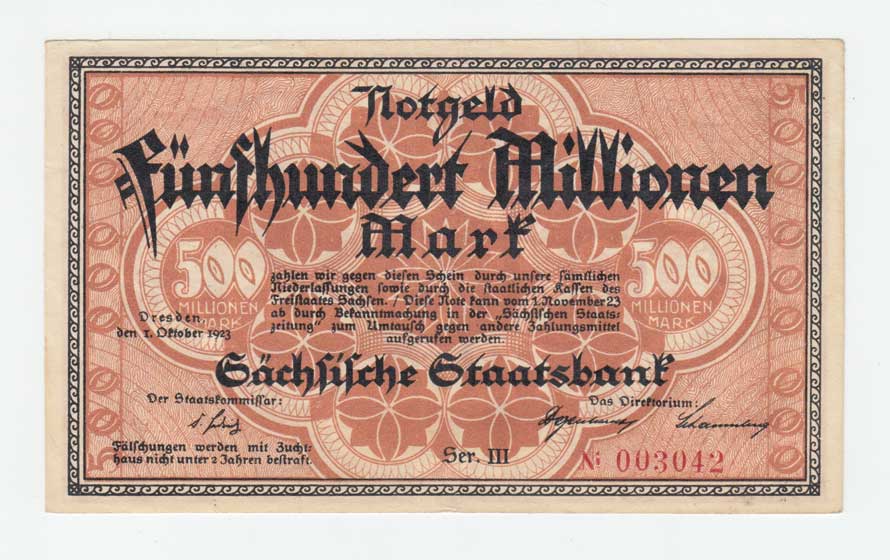 Notgeld
Fünfhundert Millionen
Mark
500
MILLIONEN
MARK
500
MILLIONEN
MARK
zahlen wir gegen diesen Schein durch unsere sämtlichen
Niederlassungen sowie durch die staatlichen Kassen des
Freistaates Sachsen. / Diese Note kann vom 1. November 23
ab durch Bekanntmachung in der „Sächsischen Staats-
zeitung" zum Umtausch gegen andere Zahlungsmittel
aufgerufen werden.
Dresden,
den 1. Oktober 1923
Sächsische Staatsbank
Der Staatskommissar:
Das Direktorium:
Fälschungen werden mit Zucht-
haus nicht unter 2 Jahren bestraft.
Ser. III
№ 003042